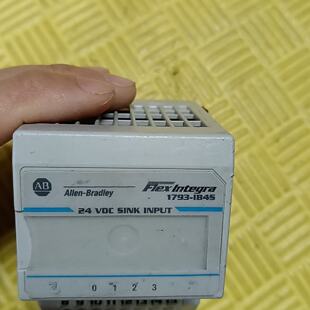 AB
Allen-Bradley
Flex Integra
1793-IB4S
24 VDC SINK INPUT
0 1 2 3